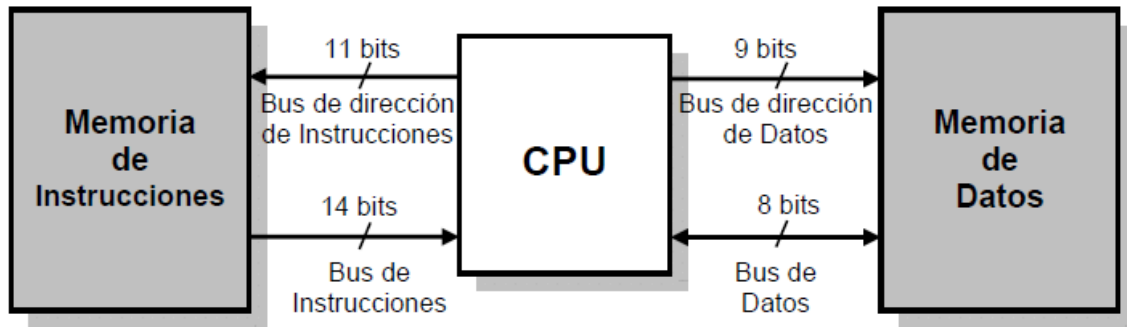 Memoria
de
Instrucciones
11 bits
Bus de dirección
de Instrucciones
14 bits
Bus de
Instrucciones
CPU
9 bits
Bus de dirección
de Datos
8 bits
Bus de
Datos
Memoria
de
Datos